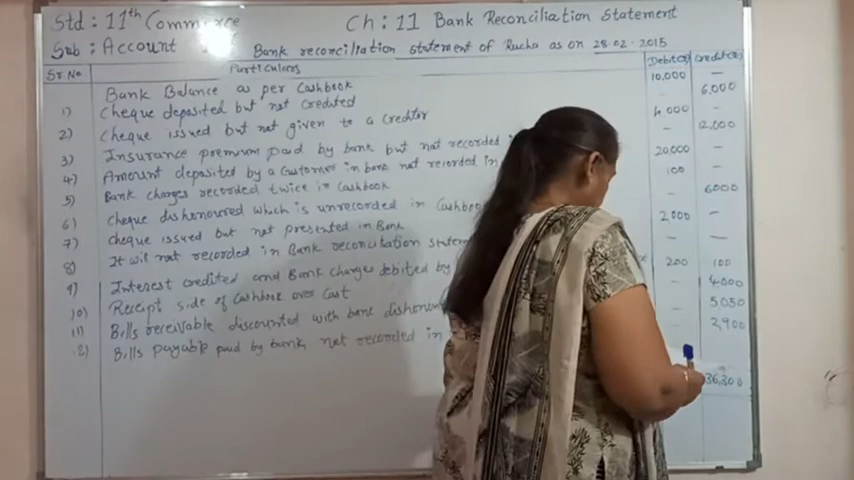 Std : 11th Commerce Ch : 11 Bank Reconciliation Statement
Sub : Account Bank reconciliation statement of Rucha as on 28.02.2015
Sr No Particulars Debit(₹) Credit(₹)
Bank Balance as per Cashbook 10,000 —
1) Cheque deposited but not credited — 6,000
2) Cheque issued but not given to a creditor 4,000 —
3) Insurance premium paid by bank but not recorded in — 12,000
4) Amount deposited by a customer in bank not recorded in 20,000 —
5) Bank charges recorded twice in Cashbook 100 —
6) Cheque dishonoured which is unrecorded in Cashbook — 6000
7) Cheque issued but not presented in Bank 2,000 —
8) It will not recorded in Bank reconciliation — —
9) Interest credited and Bank charges debited by 200 100
10) Receipt side of Cashbook over Cast — 4000
11) Bills receivable discounted with bank — 5050
Bills payable paid by bank, not recorded in — 2,900
36,300